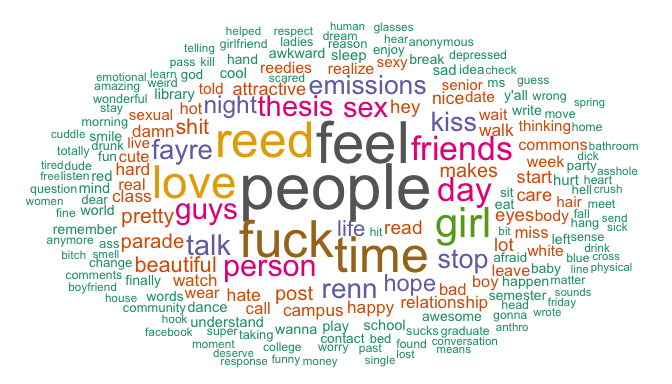 helped respect human glasses
telling girlfriend ladies dream hear anonymous
pass kill hand awkward reason enjoy break depressed
emotional learn god cool reedies sleep sexy sad idea check
amazing weird told scared realize senior ms guess
wonderful library attractive emissions nice date y'all wrong
stay hot night thesis sex hey write move spring
morning sexual shit kiss wait thinking home
cuddle smile damn reed feel walk commons bathroom
totally drunk live fayre friends week dick
tired dude fun cute makes start party asshole
free listen red hard love people day sit care hurt heart
question mind real eat hair hell crush
women dear class guys girl eyes body fall meet
fine world pretty fuck time bit miss hang send
remember life hit read lot left sense sick
anymore ass parade talk stop afraid white drink
bitch smell beautiful person hope leave baby blue cross
change boy happen line physical
comments finally watch renn bad matter
boyfriend words wear hate post relationship semester sounds
house community dance call campus happy head friday
hook understand wanna play school awesome gonna wrote
facebook super taking contact bed sucks graduate anthro
moment college worry past found conversation
deserve response funny money single lost means